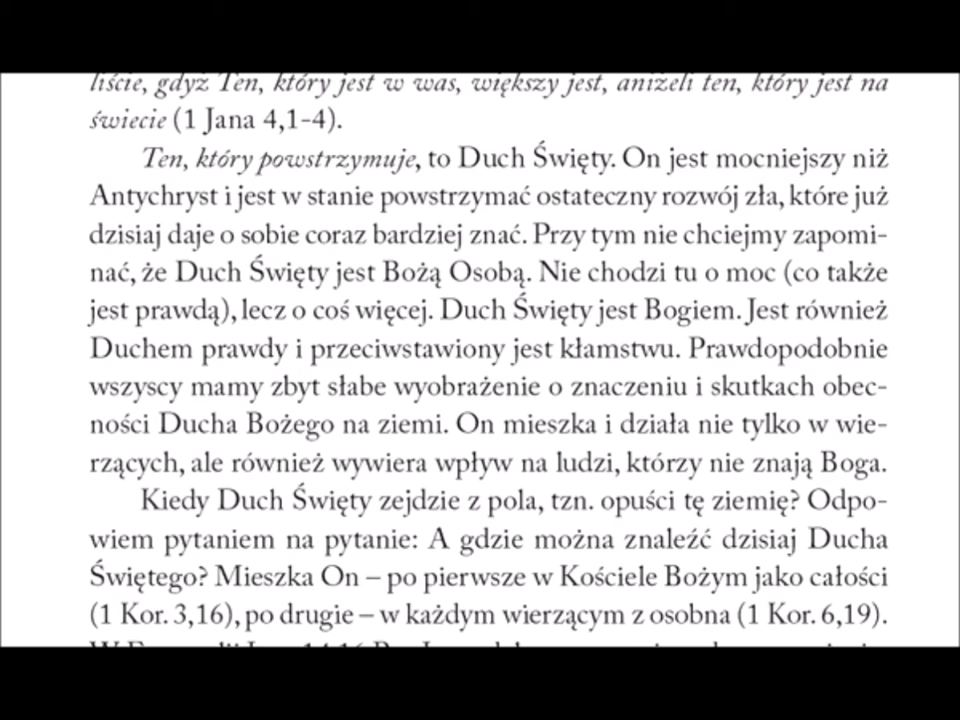 liście, gdyż Ten, który jest w was, większy jest, aniżeli ten, który jest na
świecie (1 Jana 4,1-4).
Ten, który powstrzymuje, to Duch Święty. On jest mocniejszy niż
Antychryst i jest w stanie powstrzymać ostateczny rozwój zła, które już
dzisiaj daje o sobie coraz bardziej znać. Przy tym nie chciejmy zapomi-
nać, że Duch Święty jest Bożą Osobą. Nie chodzi tu o moc (co także
jest prawdą), lecz o coś więcej. Duch Święty jest Bogiem. Jest również
Duchem prawdy i przeciwstawiony jest kłamstwu. Prawdopodobnie
wszyscy mamy zbyt słabe wyobrażenie o znaczeniu i skutkach obec-
ności Ducha Bożego na ziemi. On mieszka i działa nie tylko w wie-
rzących, ale również wywiera wpływ na ludzi, którzy nie znają Boga.
Kiedy Duch Święty zejdzie z pola, tzn. opuści tę ziemię? Odpo-
wiem pytaniem na pytanie: A gdzie można znaleźć dzisiaj Ducha
Świętego? Mieszka On – po pierwsze w Kościele Bożym jako całości
(1 Kor. 3,16), po drugie – w każdym wierzącym z osobna (1 Kor. 6,19).